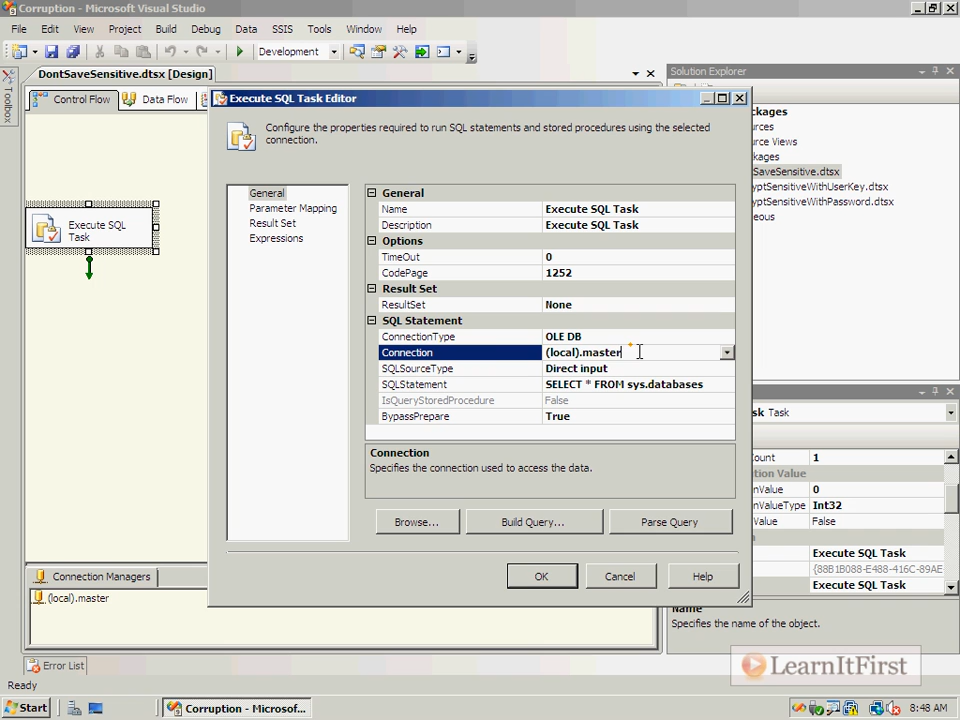 Corruption - Microsoft Visual Studio
File Edit View Project Build Debug Data SSIS Tools Window Help
Development
DontSaveSensitive.dtsx [Design]
Toolbox
Control Flow
Data Flow
Execute SQL
Task
Connection Managers
(local).master
Error List
Ready
Execute SQL Task Editor
Configure the properties required to run SQL statements and stored procedures using the selected
connection.
General
Parameter Mapping
Result Set
Expressions
General
Name Execute SQL Task
Description Execute SQL Task
Options
TimeOut 0
CodePage 1252
Result Set
ResultSet None
SQL Statement
ConnectionType OLE DB
Connection (local).master
SQLSourceType Direct input
SQLStatement SELECT * FROM sys.databases
IsQueryStoredProcedure False
BypassPrepare True
Connection
Specifies the connection used to access the data.
Browse... Build Query... Parse Query
OK Cancel Help
Solution Explorer
ckages
rces
rce Views
kages
SaveSensitive.dtsx
yptSensitiveWithUserKey.dtsx
yptSensitiveWithPassword.dtsx
eous
sk Task
Count 1
tion Value
nValue 0
nValueType Int32
Value False
Execute SQL Task
{88B1B088-E488-416C-89AE
Execute SQL Task
Name
Specifies the name of the object.
LearnItFirst
Start
Corruption - Microsof...
8:48 AM